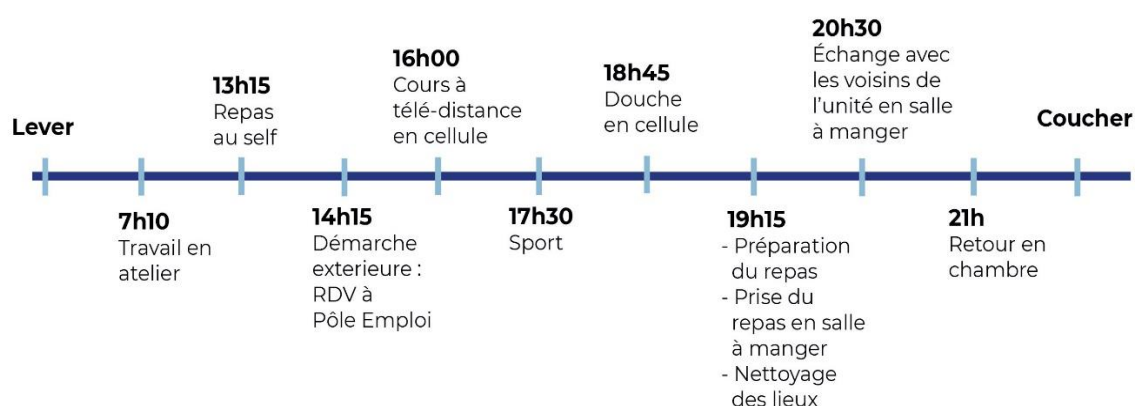 Lever
7h10
Travail en
atelier
13h15
Repas
au self
14h15
Démarche
exterieure :
RDV à
Pôle Emploi
16h00
Cours à
télé-distance
en cellule
17h30
Sport
18h45
Douche
en cellule
19h15
- Préparation
du repas
- Prise du
repas en salle
à manger
- Nettoyage
des lieux
20h30
Échange avec
les voisins de
l'unité en salle
à manger
21h
Retour en
chambre
Coucher